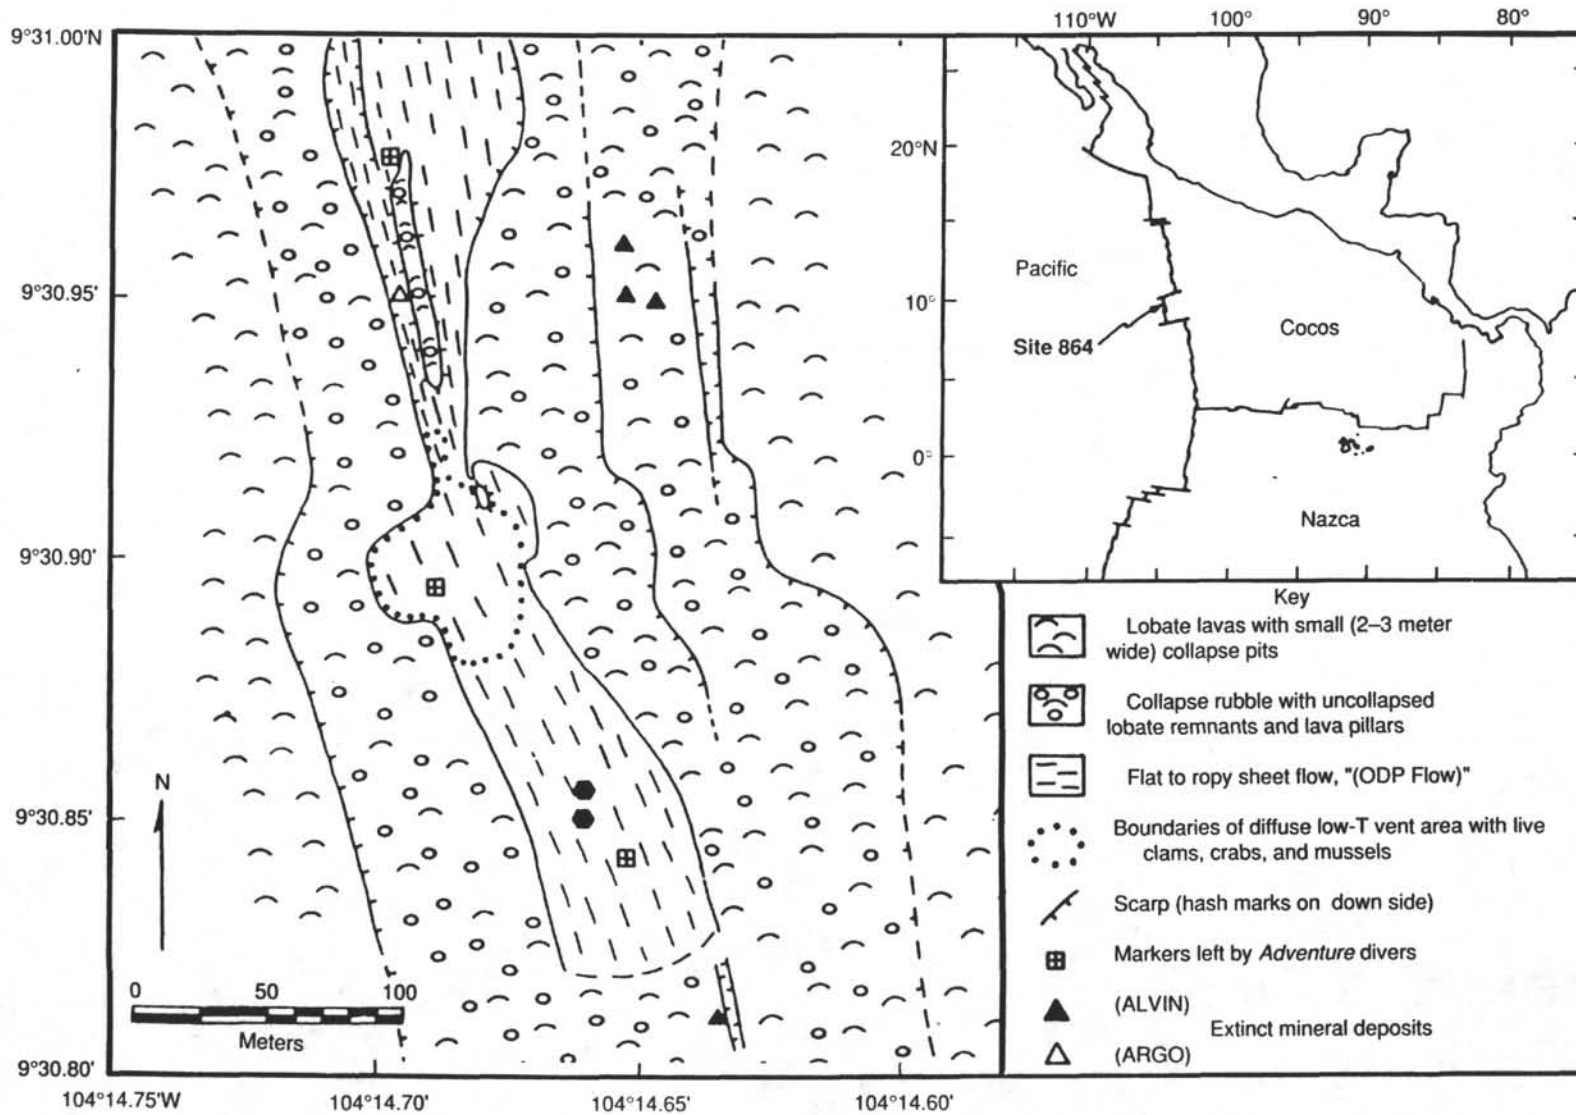 110°W 100° 90° 80°
9°31.00'N
20°N
Pacific
9°30.95'
10°
Cocos
Site 864
0°
Nazca
9°30.90'
Key
Lobate lavas with small (2–3 meter
wide) collapse pits
Collapse rubble with uncollapsed
lobate remnants and lava pillars
Flat to ropy sheet flow, "(ODP Flow)"
N
9°30.85'
Boundaries of diffuse low-T vent area with live
clams, crabs, and mussels
Scarp (hash marks on down side)
Markers left by Adventure divers
0 50 100
Meters
(ALVIN)
Extinct mineral deposits
(ARGO)
9°30.80'
104°14.75'W 104°14.70' 104°14.65' 104°14.60'